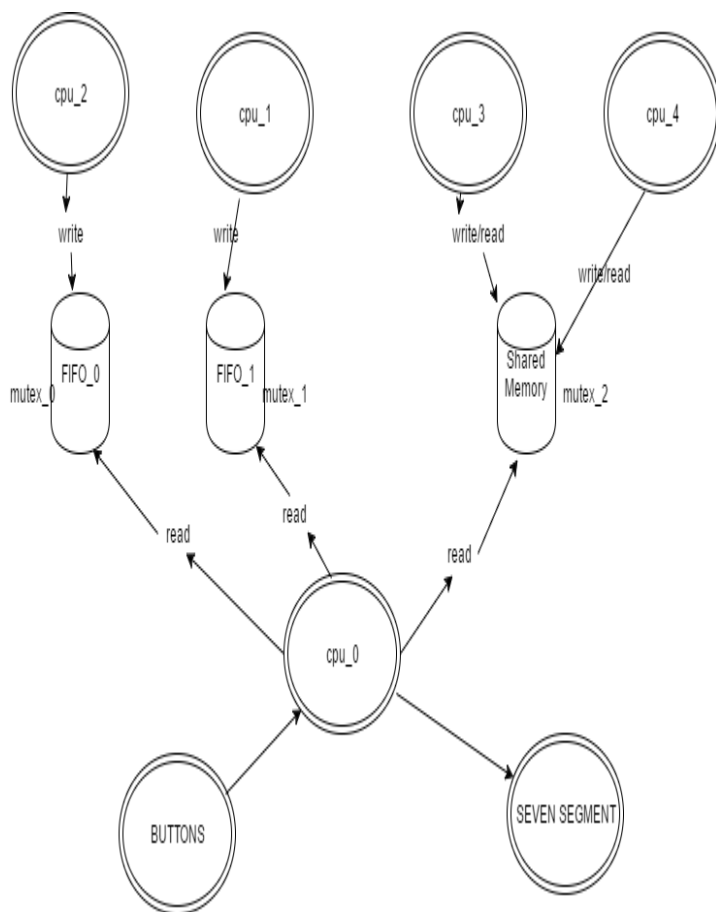 cpu_2
cpu_1
cpu_3
cpu_4
write
write
write/read
write/read
FIFO_0
mutex_0
FIFO_1
mutex_1
Shared
Memory
mutex_2
read
read
read
cpu_0
BUTTONS
SEVEN SEGMENT